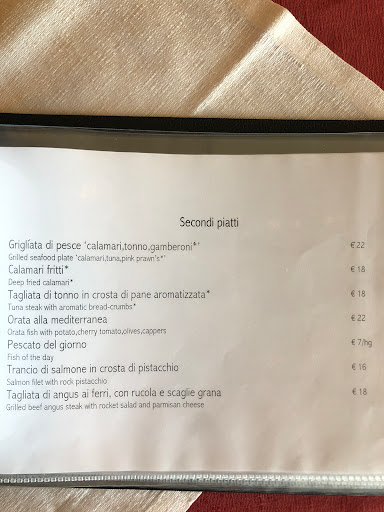 Secondi piatti
Grigliata di pesce 'calamari,tonno,gamberoni*' € 22
Grilled seafood plate 'calamari,tuna,pink prawn's*'
Calamari fritti* € 18
Deep fried calamari*
Tagliata di tonno in crosta di pane aromatizzata* € 18
Tuna steak with aromatic bread-crumbs*
Orata alla mediterranea € 22
Orata fish with potato,cherry tomato,olives,cappers
Pescato del giorno € 7/hg
Fish of the day
Trancio di salmone in crosta di pistacchio € 16
Salmon filet with rock pistacchio
Tagliata di angus ai ferri, con rucola e scaglie grana € 18
Grilled beef angus steak with rocket salad and parmisan cheese